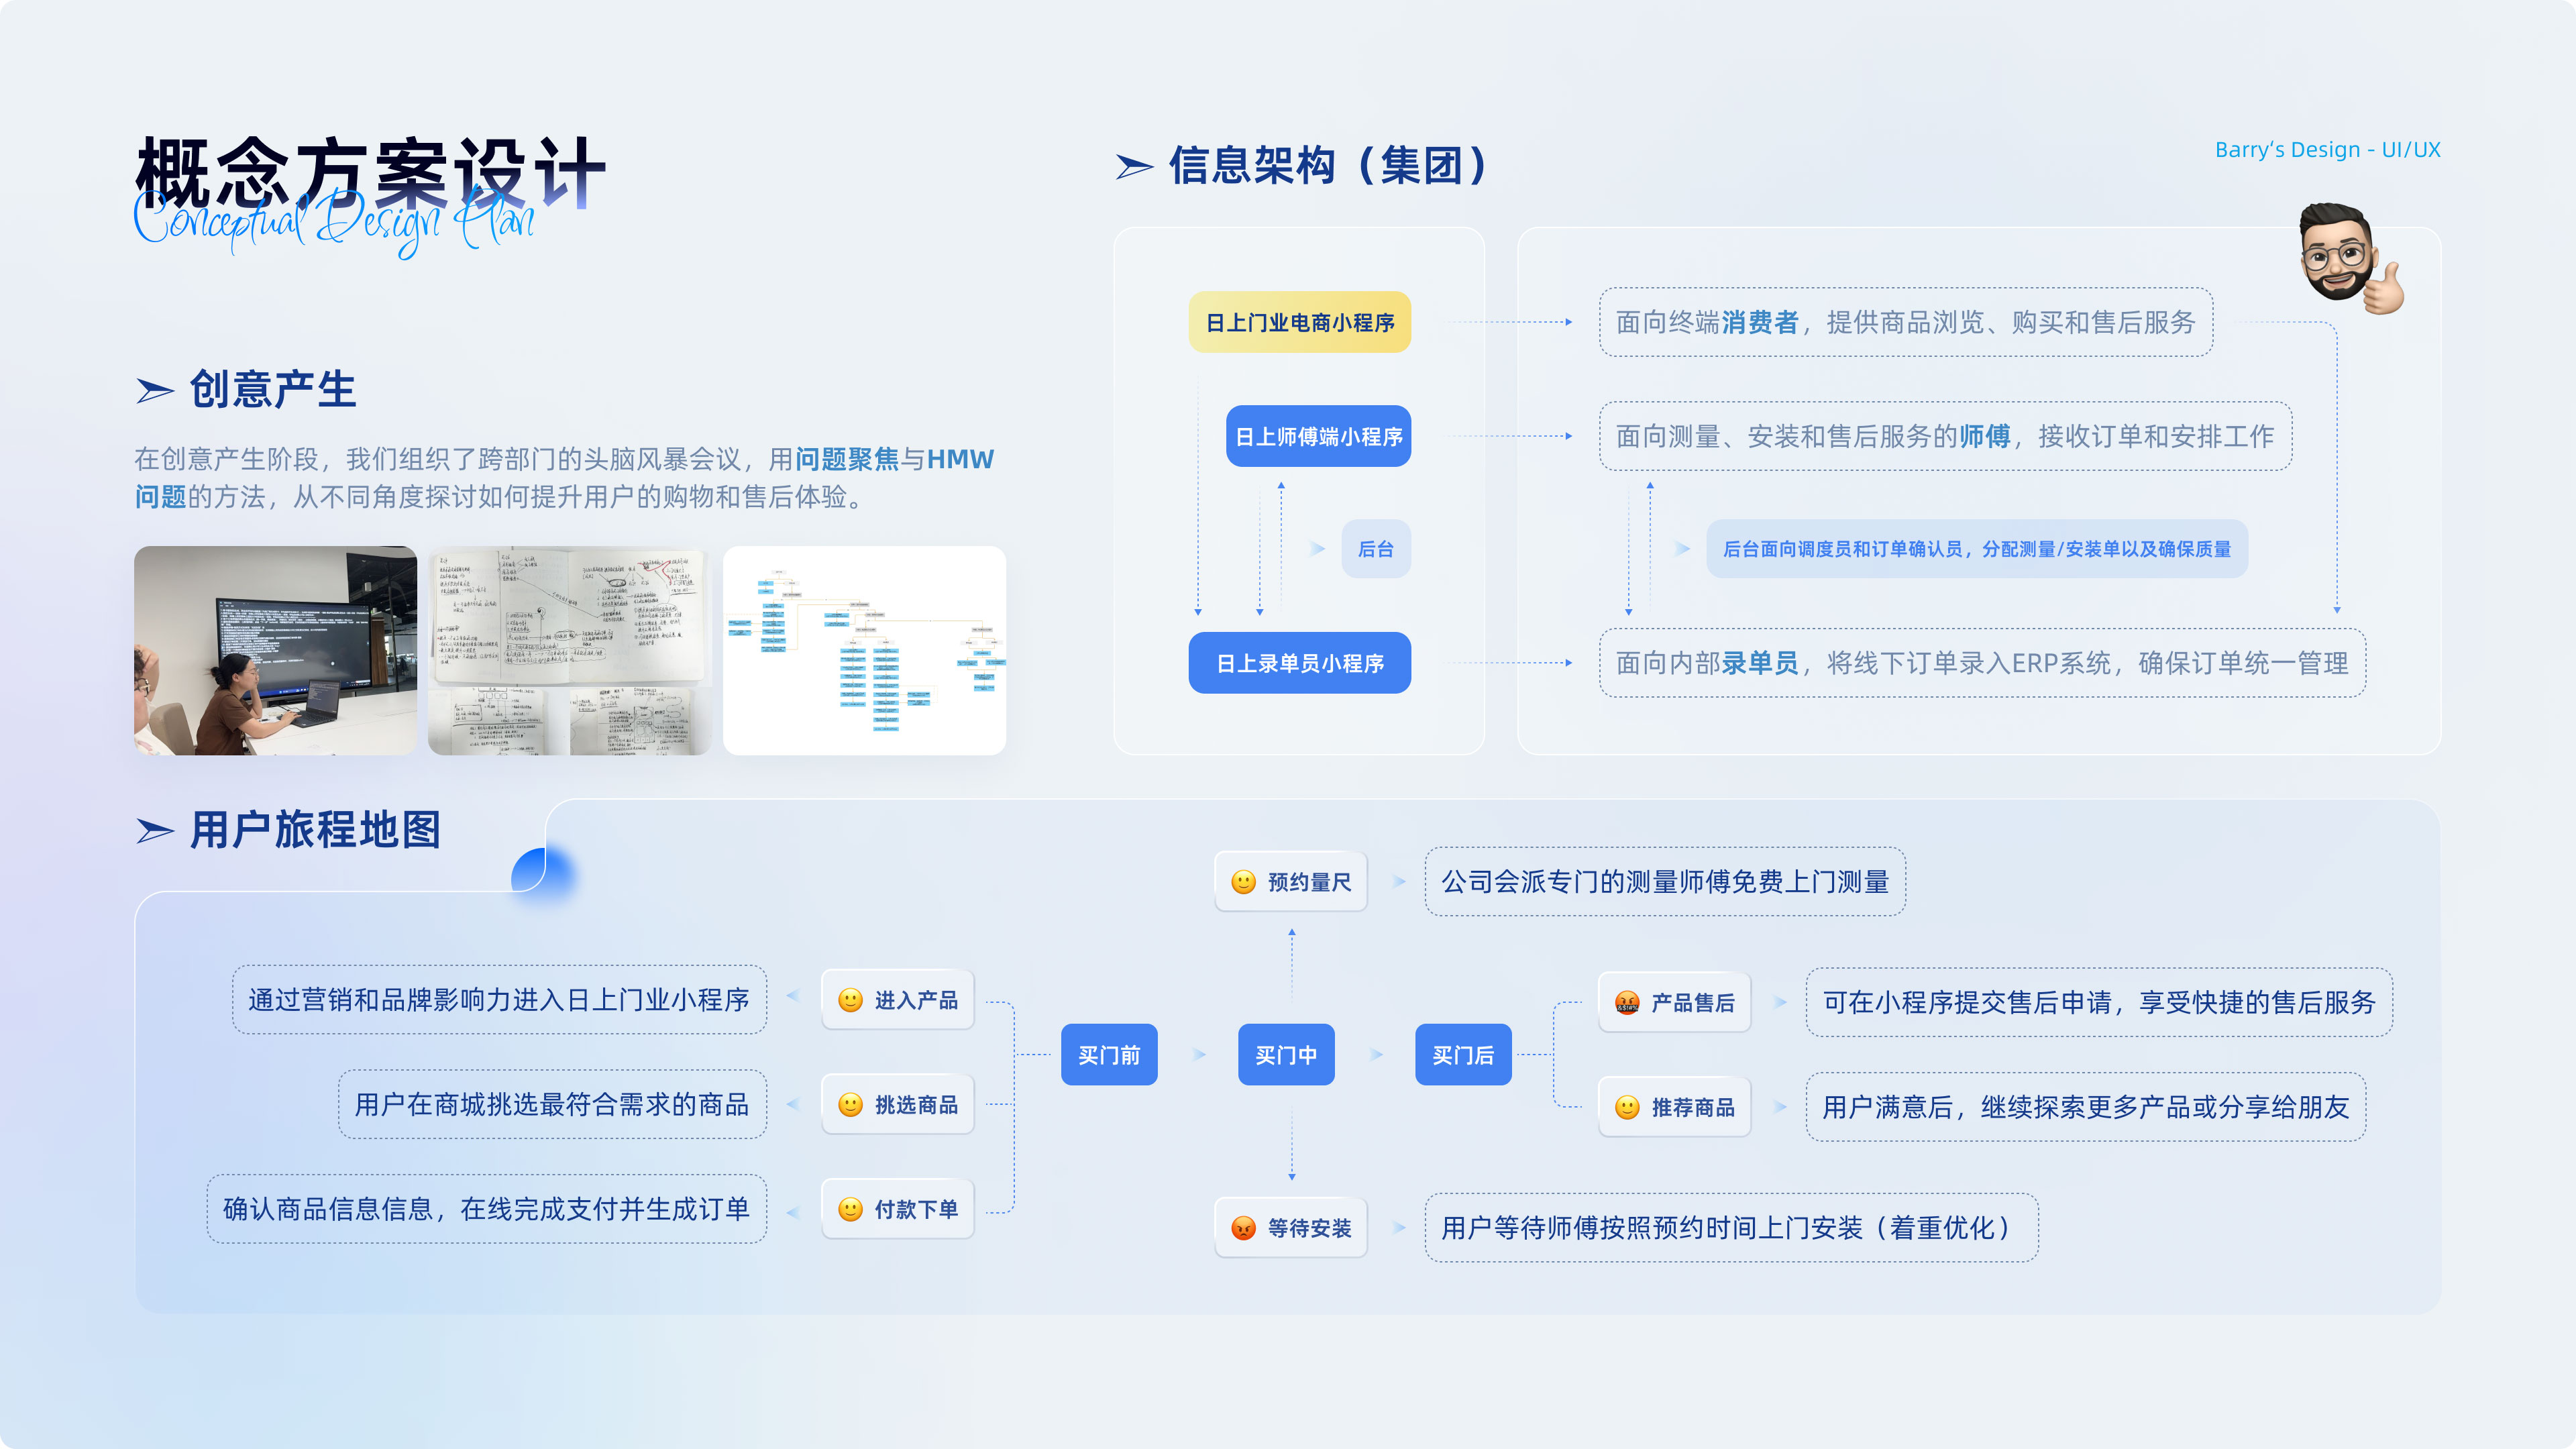 概念方案设计
Conceptual Design Plan
创意产生
在创意产生阶段，我们组织了跨部门的头脑风暴会议，用问题聚焦与HMW
问题的方法，从不同角度探讨如何提升用户的购物和售后体验。
信息架构（集团）
Barry's Design - UI/UX
日上门业电商小程序
面向终端消费者，提供商品浏览、购买和售后服务
日上师傅端小程序
面向测量、安装和售后服务的师傅，接收订单和安排工作
后台
后台面向调度员和订单确认员，分配测量/安装单以及确保质量
日上录单员小程序
面向内部录单员，将线下订单录入ERP系统，确保订单统一管理
用户旅程地图
通过营销和品牌影响力进入日上门业小程序
进入产品
用户在商城挑选最符合需求的商品
挑选商品
确认商品信息信息，在线完成支付并生成订单
付款下单
买门前
买门中
买门后
预约量尺
公司会派专门的测量师傅免费上门测量
等待安装
用户等待师傅按照预约时间上门安装（着重优化）
产品售后
可在小程序提交售后申请，享受快捷的售后服务
推荐商品
用户满意后，继续探索更多产品或分享给朋友